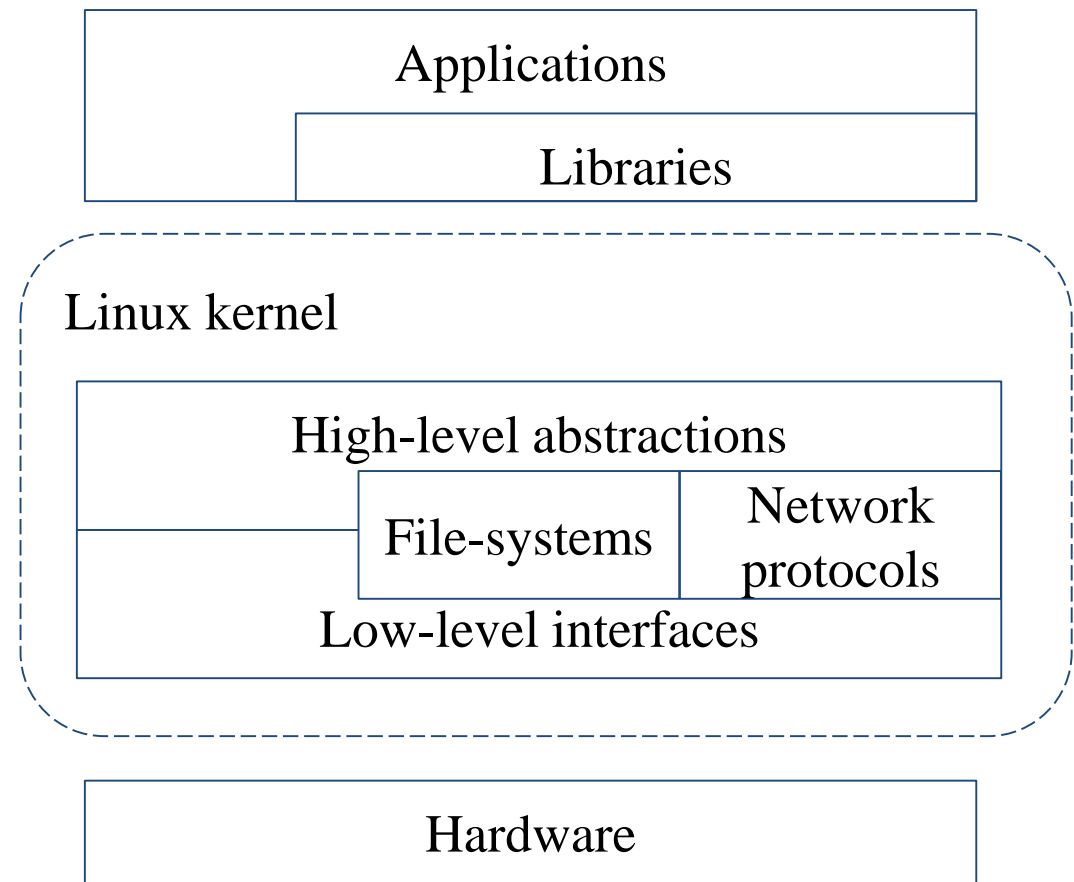 Applications
Libraries
Linux kernel
High-level abstractions
File-systems
Network
protocols
Low-level interfaces
Hardware